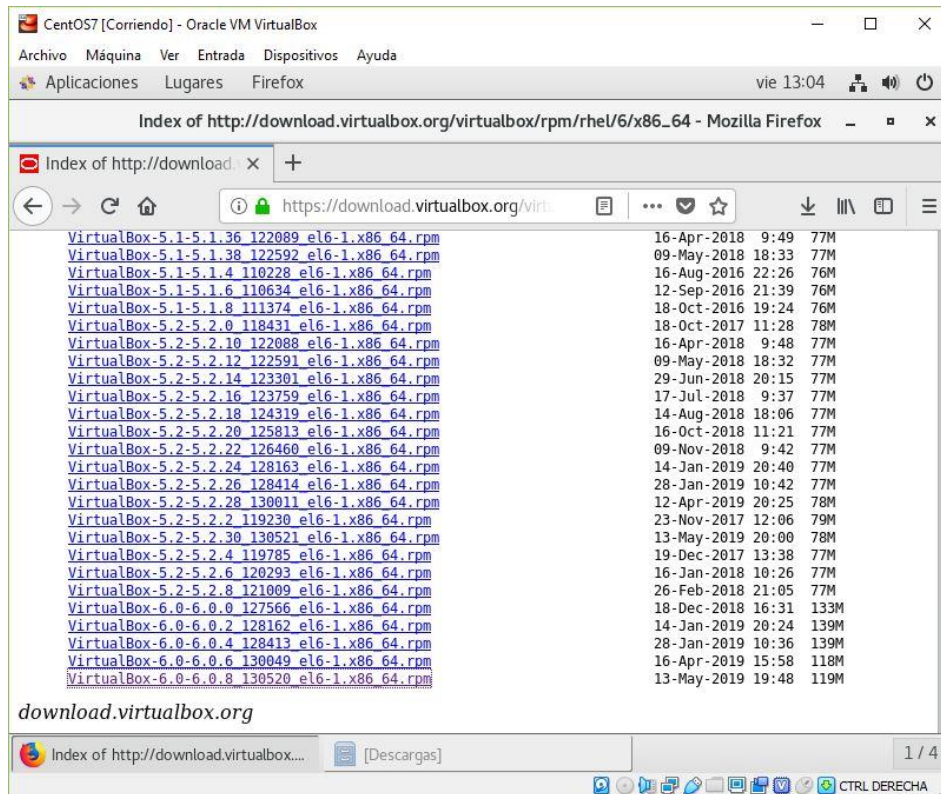 CentOS7 [Corriendo] - Oracle VM VirtualBox
Archivo Máquina Ver Entrada Dispositivos Ayuda
Aplicaciones Lugares Firefox vie 13:04
Index of http://download.virtualbox.org/virtualbox/rpm/rhel/6/x86_64 - Mozilla Firefox
Index of http://download.
https://download.virtualbox.org/virt
VirtualBox-5.1-5.1.36_122089_el6-1.x86_64.rpm 16-Apr-2018 9:49 77M
VirtualBox-5.1-5.1.38_122592_el6-1.x86_64.rpm 09-May-2018 18:33 77M
VirtualBox-5.1-5.1.4_110228_el6-1.x86_64.rpm 16-Aug-2016 22:26 76M
VirtualBox-5.1-5.1.6_110634_el6-1.x86_64.rpm 12-Sep-2016 21:39 76M
VirtualBox-5.1-5.1.8_111374_el6-1.x86_64.rpm 18-Oct-2016 19:24 76M
VirtualBox-5.2-5.2.0_118431_el6-1.x86_64.rpm 18-Oct-2017 11:28 78M
VirtualBox-5.2-5.2.10_122088_el6-1.x86_64.rpm 16-Apr-2018 9:48 77M
VirtualBox-5.2-5.2.12_122591_el6-1.x86_64.rpm 09-May-2018 18:32 77M
VirtualBox-5.2-5.2.14_123301_el6-1.x86_64.rpm 29-Jun-2018 20:15 77M
VirtualBox-5.2-5.2.16_123759_el6-1.x86_64.rpm 17-Jul-2018 9:37 77M
VirtualBox-5.2-5.2.18_124319_el6-1.x86_64.rpm 14-Aug-2018 18:06 77M
VirtualBox-5.2-5.2.20_125813_el6-1.x86_64.rpm 16-Oct-2018 11:21 77M
VirtualBox-5.2-5.2.22_126460_el6-1.x86_64.rpm 09-Nov-2018 9:42 77M
VirtualBox-5.2-5.2.24_128163_el6-1.x86_64.rpm 14-Jan-2019 20:40 77M
VirtualBox-5.2-5.2.26_128414_el6-1.x86_64.rpm 28-Jan-2019 10:42 77M
VirtualBox-5.2-5.2.28_130011_el6-1.x86_64.rpm 12-Apr-2019 20:25 78M
VirtualBox-5.2-5.2.2_119230_el6-1.x86_64.rpm 23-Nov-2017 12:06 79M
VirtualBox-5.2-5.2.30_130521_el6-1.x86_64.rpm 13-May-2019 20:00 78M
VirtualBox-5.2-5.2.4_119785_el6-1.x86_64.rpm 19-Dec-2017 13:38 77M
VirtualBox-5.2-5.2.6_120293_el6-1.x86_64.rpm 16-Jan-2018 10:26 77M
VirtualBox-5.2-5.2.8_121009_el6-1.x86_64.rpm 26-Feb-2018 21:05 77M
VirtualBox-6.0-6.0.0_127566_el6-1.x86_64.rpm 18-Dec-2018 16:31 133M
VirtualBox-6.0-6.0.2_128162_el6-1.x86_64.rpm 14-Jan-2019 20:24 139M
VirtualBox-6.0-6.0.4_128413_el6-1.x86_64.rpm 28-Jan-2019 10:36 139M
VirtualBox-6.0-6.0.6_130049_el6-1.x86_64.rpm 16-Apr-2019 15:58 118M
VirtualBox-6.0-6.0.8_130520_el6-1.x86_64.rpm 13-May-2019 19:48 119M
download.virtualbox.org
Index of http://download.virtualbox.... [Descargas] 1 / 4
CTRL DERECHA